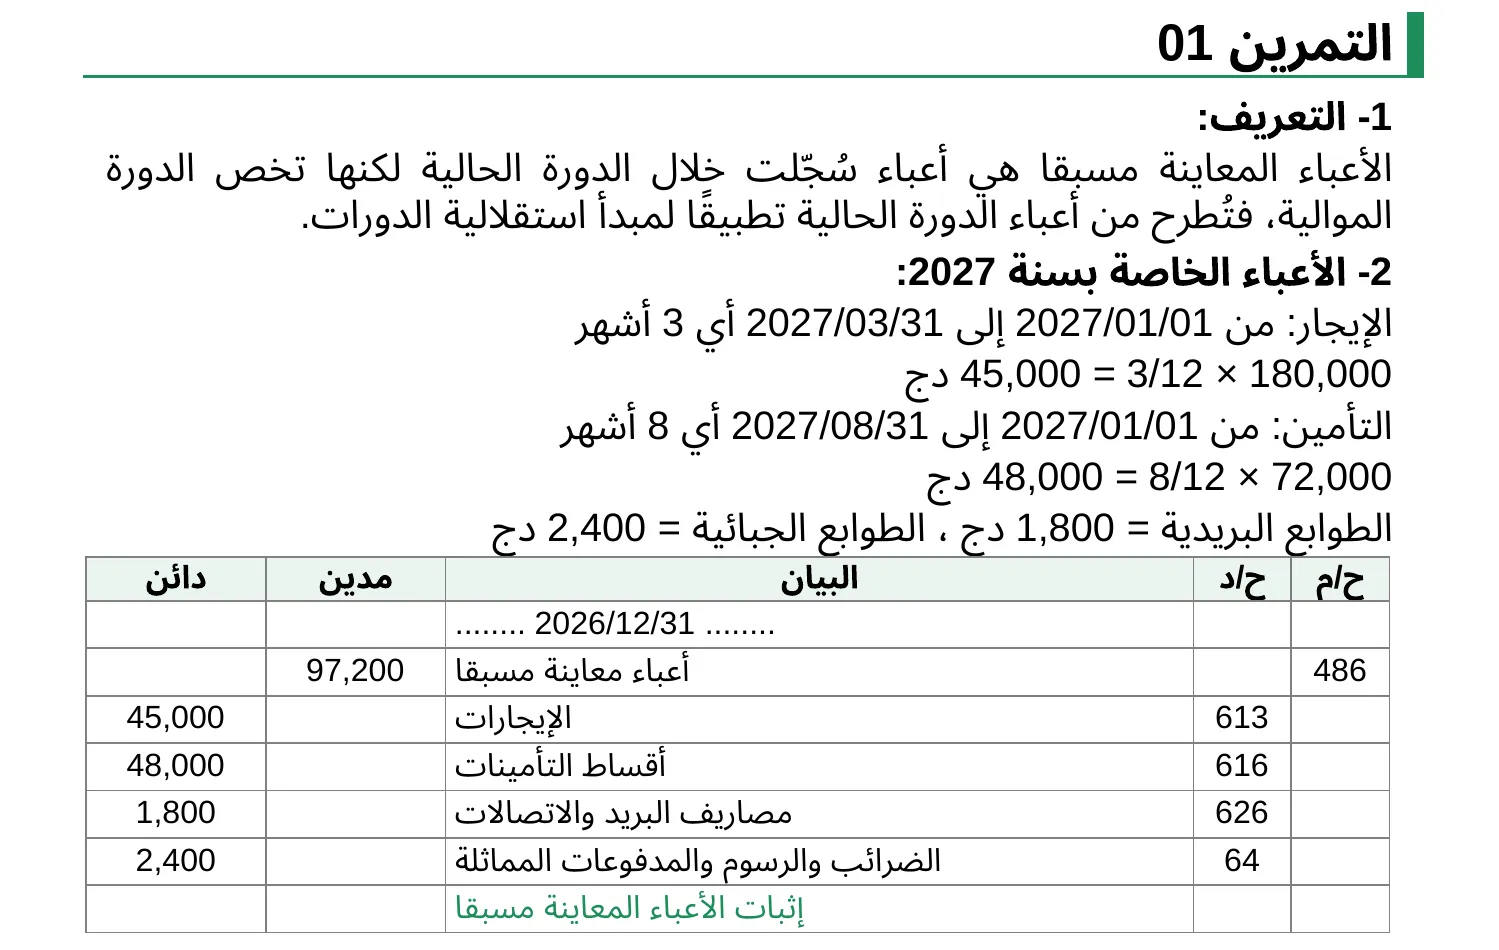 التمرين 01
1- التعريف:
الأعباء المعاينة مسبقا هي أعباء سُجّلت خلال الدورة الحالية لكنها تخص الدورة
الموالية، فتُطرح من أعباء الدورة الحالية تطبيقًا لمبدأ استقلالية الدورات.
2- الأعباء الخاصة بسنة 2027:
الإيجار: من 2027/01/01 إلى 2027/03/31 أي 3 أشهر
180,000 × 3/12 = 45,000 دج
التأمين: من 2027/01/01 إلى 2027/08/31 أي 8 أشهر
72,000 × 8/12 = 48,000 دج
الطوابع البريدية = 1,800 دج ، الطوابع الجبائية = 2,400 دج
ح/م ح/د البيان مدين دائن
........ 2026/12/31 ........
486 أعباء معاينة مسبقا 97,200
613 الإيجارات 45,000
616 أقساط التأمينات 48,000
626 مصاريف البريد والاتصالات 1,800
64 الضرائب والرسوم والمدفوعات المماثلة 2,400
إثبات الأعباء المعاينة مسبقا